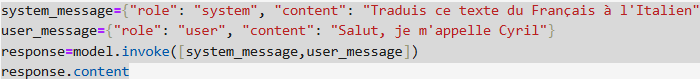 system_message={"role": "system", "content": "Traduis ce texte du Français à l'Italien"
user_message={"role": "user", "content": "Salut, je m'appelle Cyril"}
response=model.invoke([system_message,user_message])
response.content